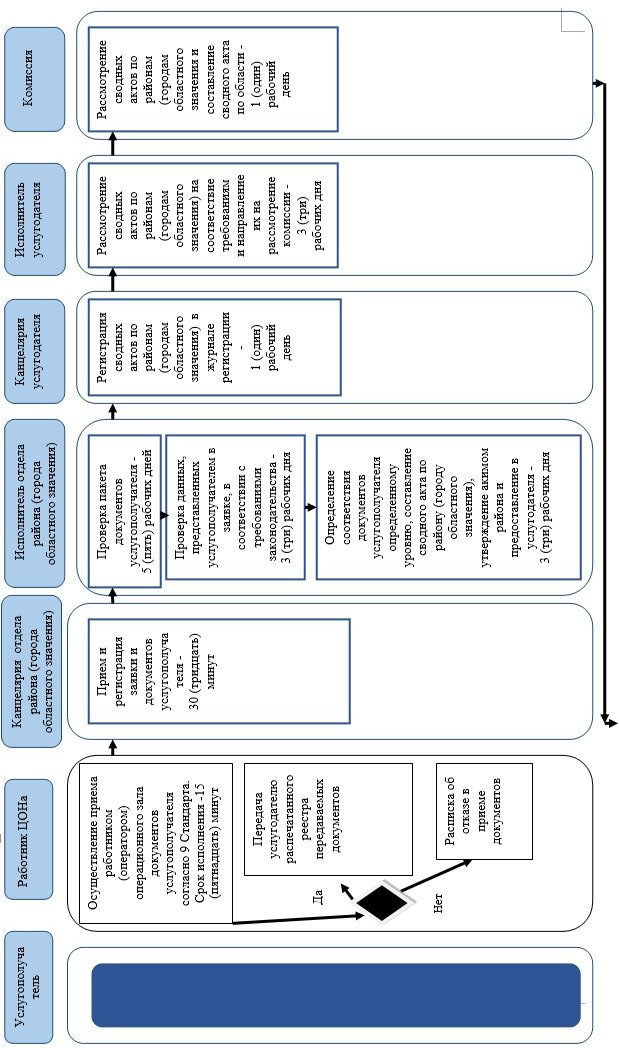 Услугополуча
тель
Работник ЦОНа
Канцелярия отдела
района (города
областного значения)
Исполнитель отдела
района (города
областного значения)
Канцелярия
услугодателя
Исполнитель
услугодателя
Комиссия
Осуществление приема
работником
(оператором)
операционного зала
документов
услугополучателя
согласно 9 Стандарта.
Срок исполнения -15
(пятнадцать) минут
Да
Нет
Передача
услугодателю
распечатанного
реестра
передаваемых
документов
Расписка об
отказе в
приеме
документов
Прием и
регистрация
заявки и
документов
услугополуча
теля -
30 (тридцать)
минут
Проверка пакета
документов
услугополучателя -
5 (пять) рабочих дней
Проверка данных,
представленных
услугополучателем в
заявке, в
соответствии с
требованиями
законодательства -
3 (три) рабочих дня
Определение
соответствия
документов
услугополучателя
определенному
уровню, составление
сводного акта по
району (городу
областного
значения),
утверждение акимом
района и
предоставление в
услугодателя -
3 (три) рабочих дня
Регистрация
сводных
актов по
районам
(городам
областного
значения) в
журнале
регистрации
-
1 (один)
рабочий
день
Рассмотрение
сводных
актов по
районам
(городам
областного
значения) на
соответствие
требованиям
и направление
их на
рассмотрение
комиссии -
3 (три)
рабочих дня
Рассмотрение
сводных
актов по
районам
(городам
областного
значения и
составление
сводного акта
по области -
1 (один)
рабочий
день